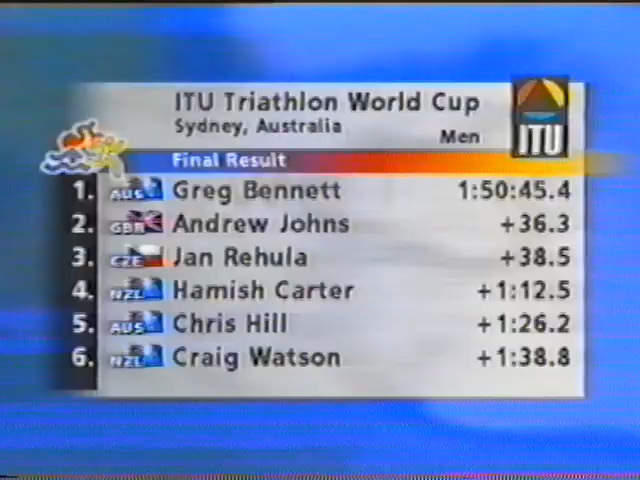 ITU Triathlon World Cup
Sydney, Australia
Men
ITU
Final Result
1. AUS Greg Bennett 1:50:45.4
2. GBR Andrew Johns +36.3
3. CZE Jan Rehula +38.5
4. NZL Hamish Carter +1:12.5
5. AUS Chris Hill +1:26.2
6. NZL Craig Watson +1:38.8